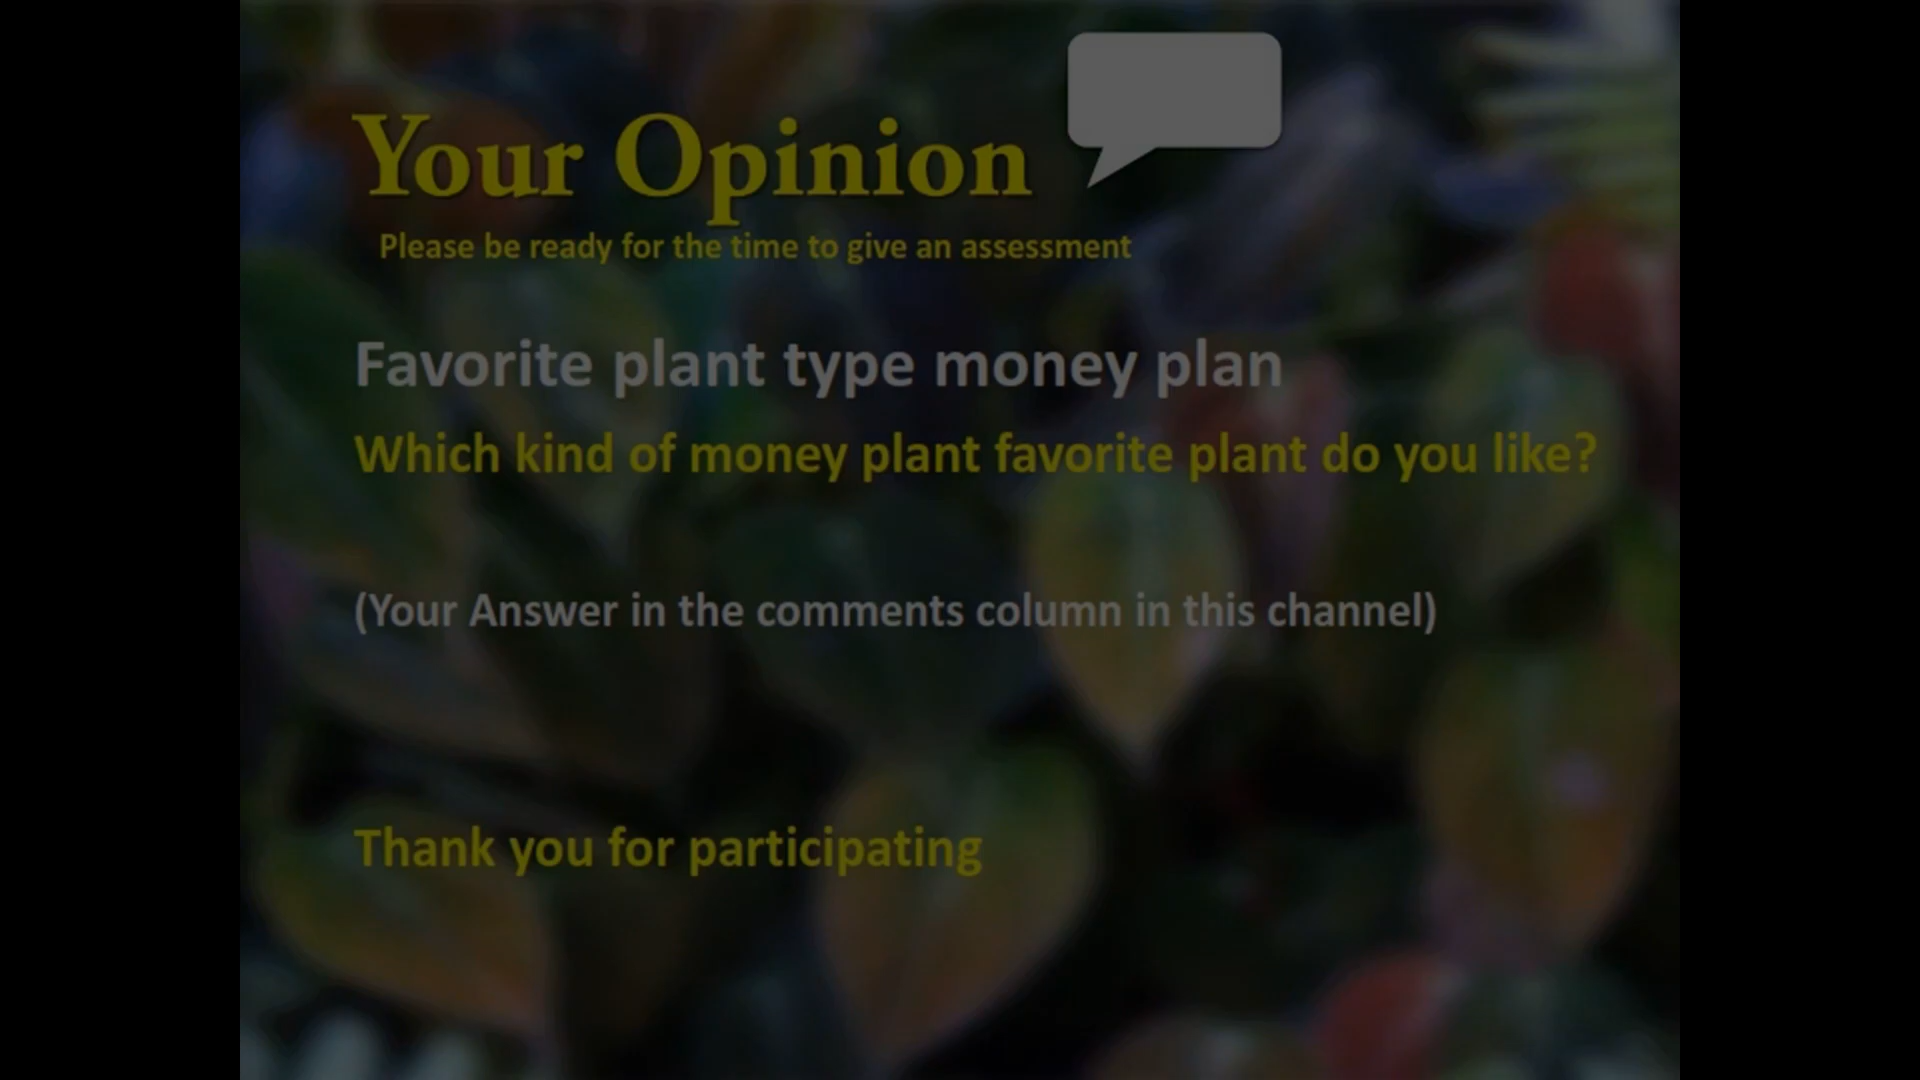 Your Opinion
Please be ready for the time to give an assessment
Favorite plant type money plan
Which kind of money plant favorite plant do you like?
(Your Answer in the comments column in this channel)
Thank you for participating